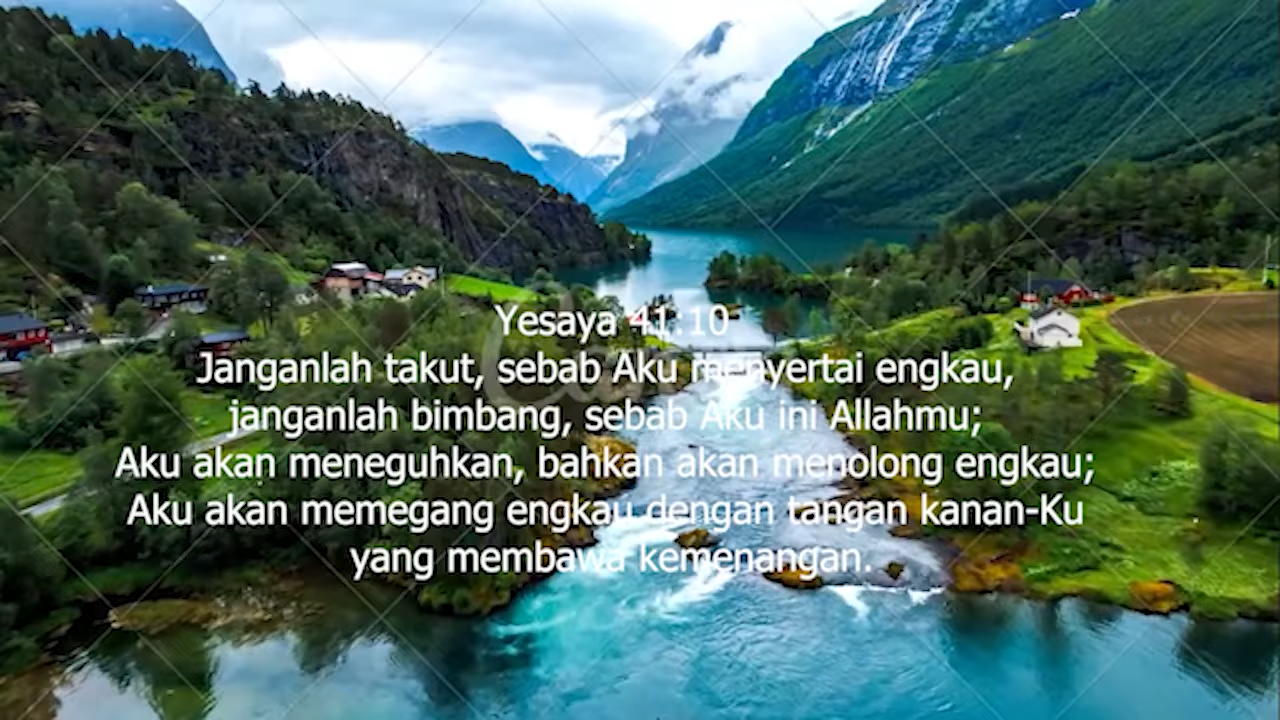 Yesaya 41:10
Janganlah takut, sebab Aku menyertai engkau,
janganlah bimbang, sebab Aku ini Allahmu;
Aku akan meneguhkan, bahkan akan menolong engkau;
Aku akan memegang engkau dengan tangan kanan-Ku
yang membawa kemenangan.